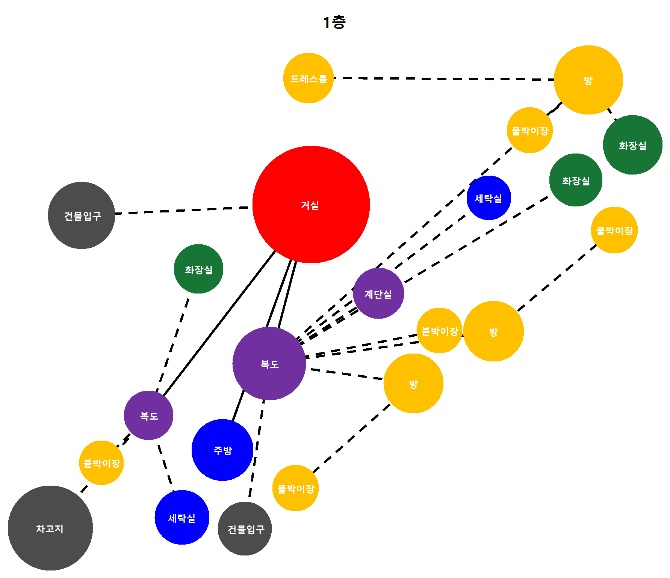 1층
트레스룸
방
붙박이장
화장실
화장실
세탁실
거실
건물입구
붙박이장
화장실
계단실
붙박이장
방
복도
방
복도
주방
붙박이장
붙박이장
세탁실
차고지
건물입구